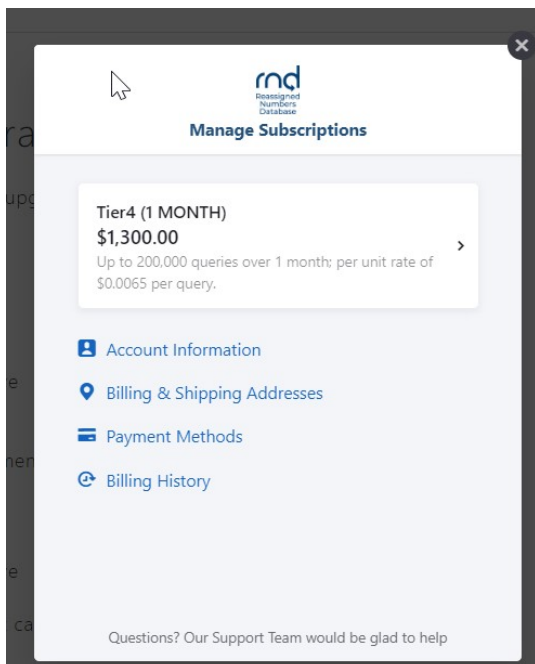 rnd
Reassigned
Numbers
Database
Manage Subscriptions
Tier4 (1 MONTH)
$1,300.00
Up to 200,000 queries over 1 month; per unit rate of
$0.0065 per query.
Account Information
Billing & Shipping Addresses
Payment Methods
Billing History
Questions? Our Support Team would be glad to help